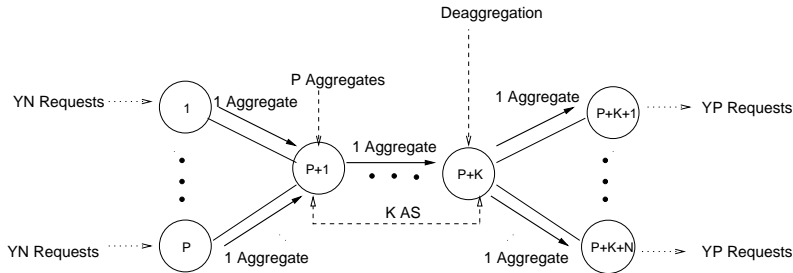 Deaggregation
P Aggregates
YN Requests
1
1 Aggregate
1 Aggregate
P+K+1
YP Requests
1 Aggregate
P+1
P+K
K AS
YN Requests
P
1 Aggregate
1 Aggregate
P+K+N
YP Requests